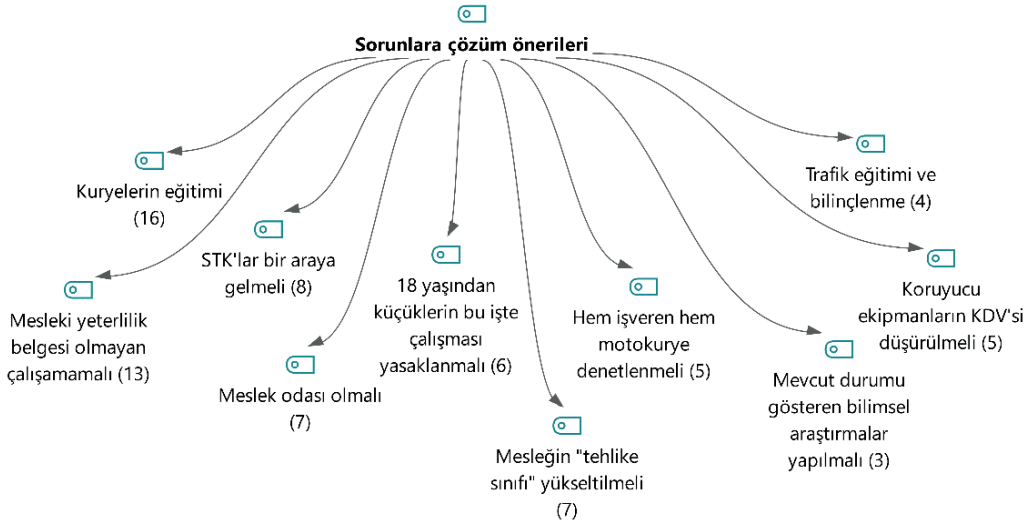 Sorunlara çözüm önerileri
Kuryelerin eğitimi
(16)
Mesleki yeterlilik
belgesi olmayan
çalışamamalı (13)
STK'lar bir araya
gelmeli (8)
Meslek odası olmalı
(7)
18 yaşından
küçüklerin bu işte
çalışması
yasaklanmalı (6)
Mesleğin "tehlike
sınıfı" yükseltilmeli
(7)
Hem işveren hem
motokurye
denetlenmeli (5)
Mevcut durumu
gösteren bilimsel
araştırmalar
yapılmalı (3)
Koruyucu
ekipmanların KDV'si
düşürülmeli (5)
Trafik eğitimi ve
bilinçlenme (4)